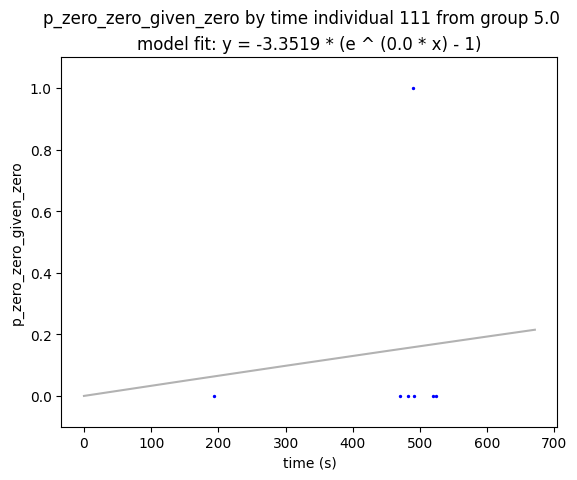 p_zero_zero_given_zero by time individual 111 from group 5.0
model fit: y = -3.3519 * (e ^ (0.0 * x) - 1)
p_zero_zero_given_zero
1.0
0.8
0.6
0.4
0.2
0.0
0 100 200 300 400 500 600 700
time (s)